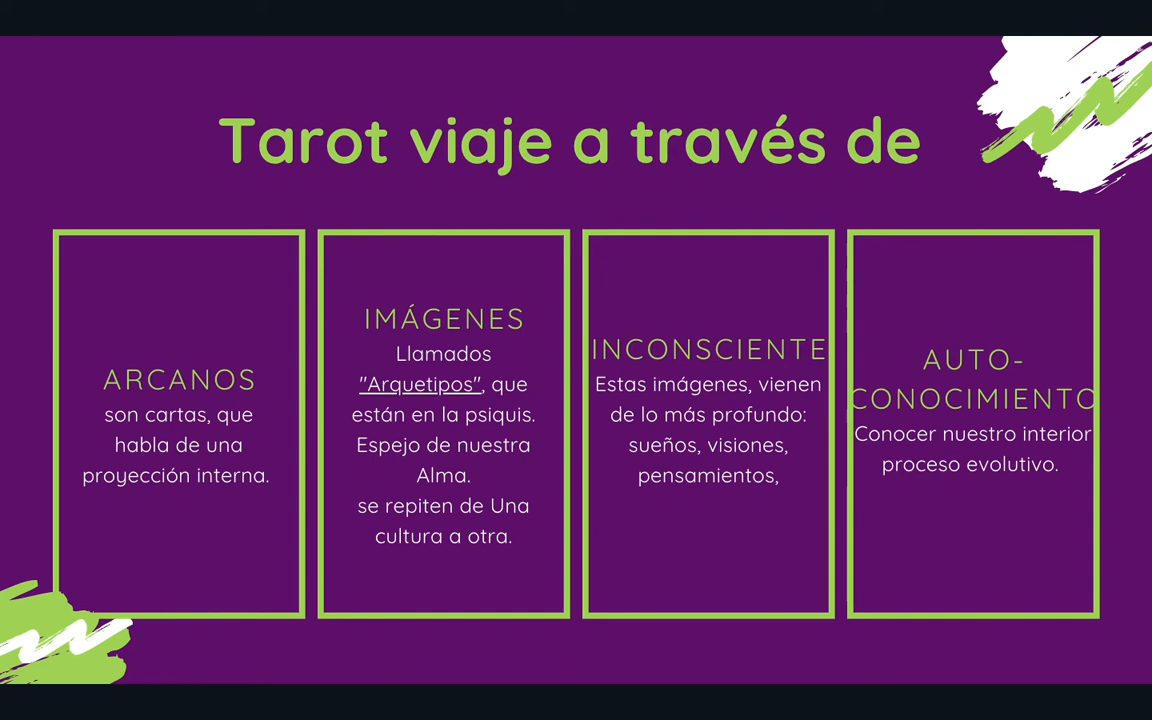 Tarot viaje a través de
ARCANOS
son cartas, que
habla de una
proyección interna.
IMÁGENES
Llamados
"Arquetipos", que
están en la psiquis.
Espejo de nuestra
Alma.
se repiten de Una
cultura a otra.
INCONSCIENTE
Estas imágenes, vienen
de lo más profundo:
sueños, visiones,
pensamientos,
AUTO-
CONOCIMIENTO
Conocer nuestro interior
proceso evolutivo.